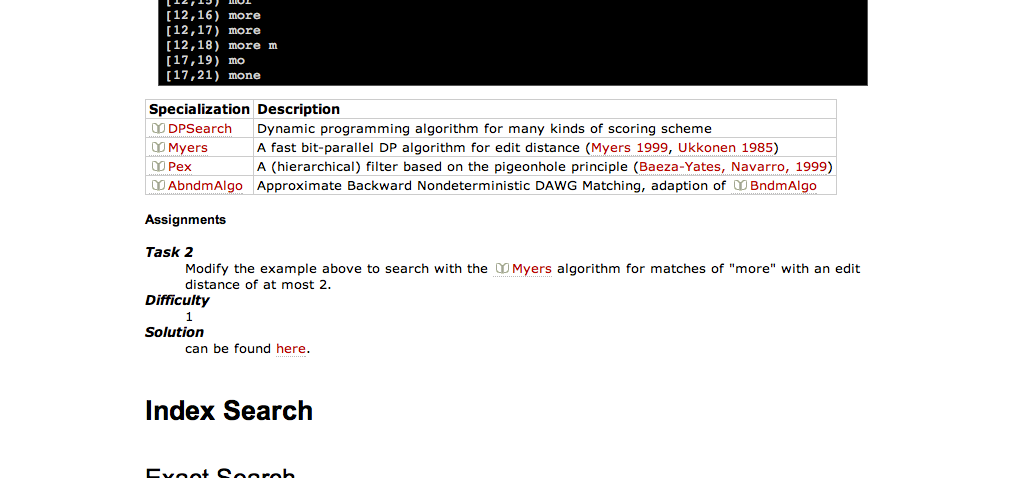 [12,15) mor
[12,16) more
[12,17) more
[12,18) more m
[17,19) mo
[17,21) mone
Specialization Description
DPSearch Dynamic programming algorithm for many kinds of scoring scheme
Myers A fast bit-parallel DP algorithm for edit distance (Myers 1999, Ukkonen 1985)
Pex A (hierarchical) filter based on the pigeonhole principle (Baeza-Yates, Navarro, 1999)
AbndmAlgo Approximate Backward Nondeterministic DAWG Matching, adaption of BndmAlgo
Assignments
Task 2
Modify the example above to search with the Myers algorithm for matches of "more" with an edit
distance of at most 2.
Difficulty
1
Solution
can be found here.
Index Search
Exact Search